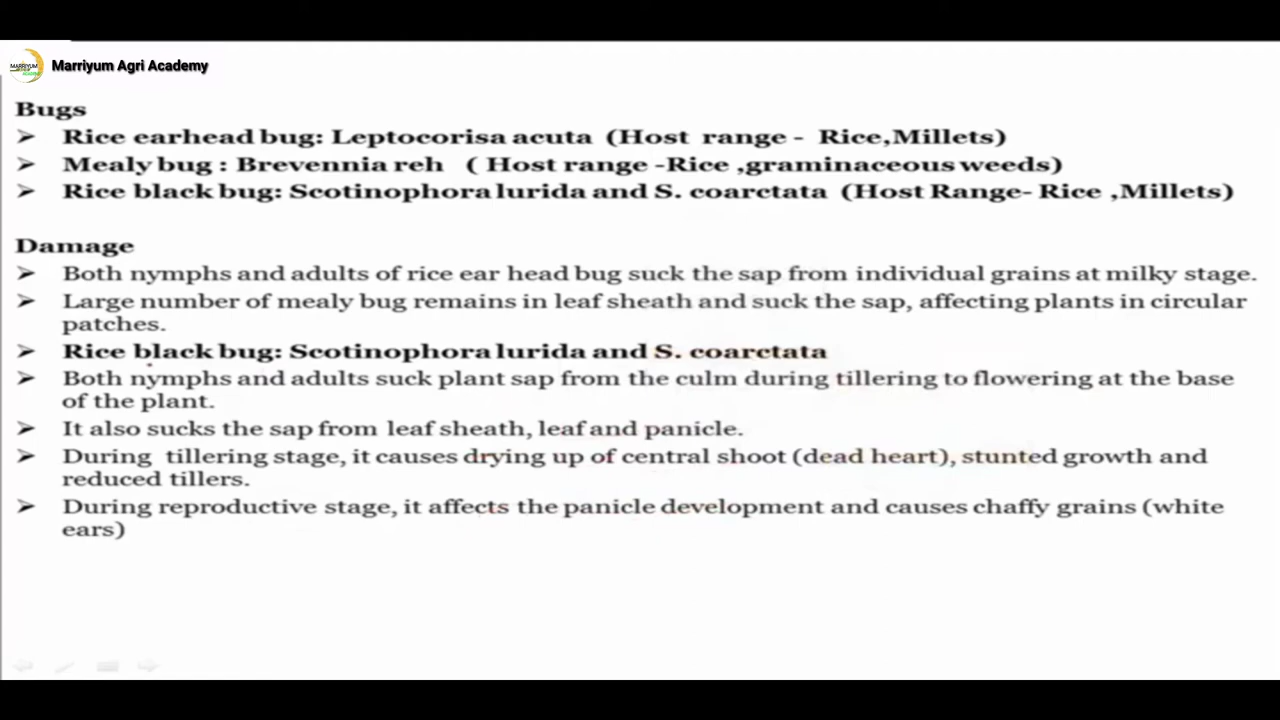 MARRIYUM
Marriyum Agri Academy
Bugs
➢ Rice earhead bug: Leptocorisa acuta (Host range - Rice,Millets)
➢ Mealy bug : Brevennia reh ( Host range -Rice ,graminaceous weeds)
➢ Rice black bug: Scotinophora lurida and S. coarctata (Host Range- Rice ,Millets)
Damage
➢ Both nymphs and adults of rice ear head bug suck the sap from individual grains at milky stage.
➢ Large number of mealy bug remains in leaf sheath and suck the sap, affecting plants in circular
patches.
➢ Rice black bug: Scotinophora lurida and S. coarctata
➢ Both nymphs and adults suck plant sap from the culm during tillering to flowering at the base
of the plant.
➢ It also sucks the sap from leaf sheath, leaf and panicle.
➢ During tillering stage, it causes drying up of central shoot (dead heart), stunted growth and
reduced tillers.
➢ During reproductive stage, it affects the panicle development and causes chaffy grains (white
ears)